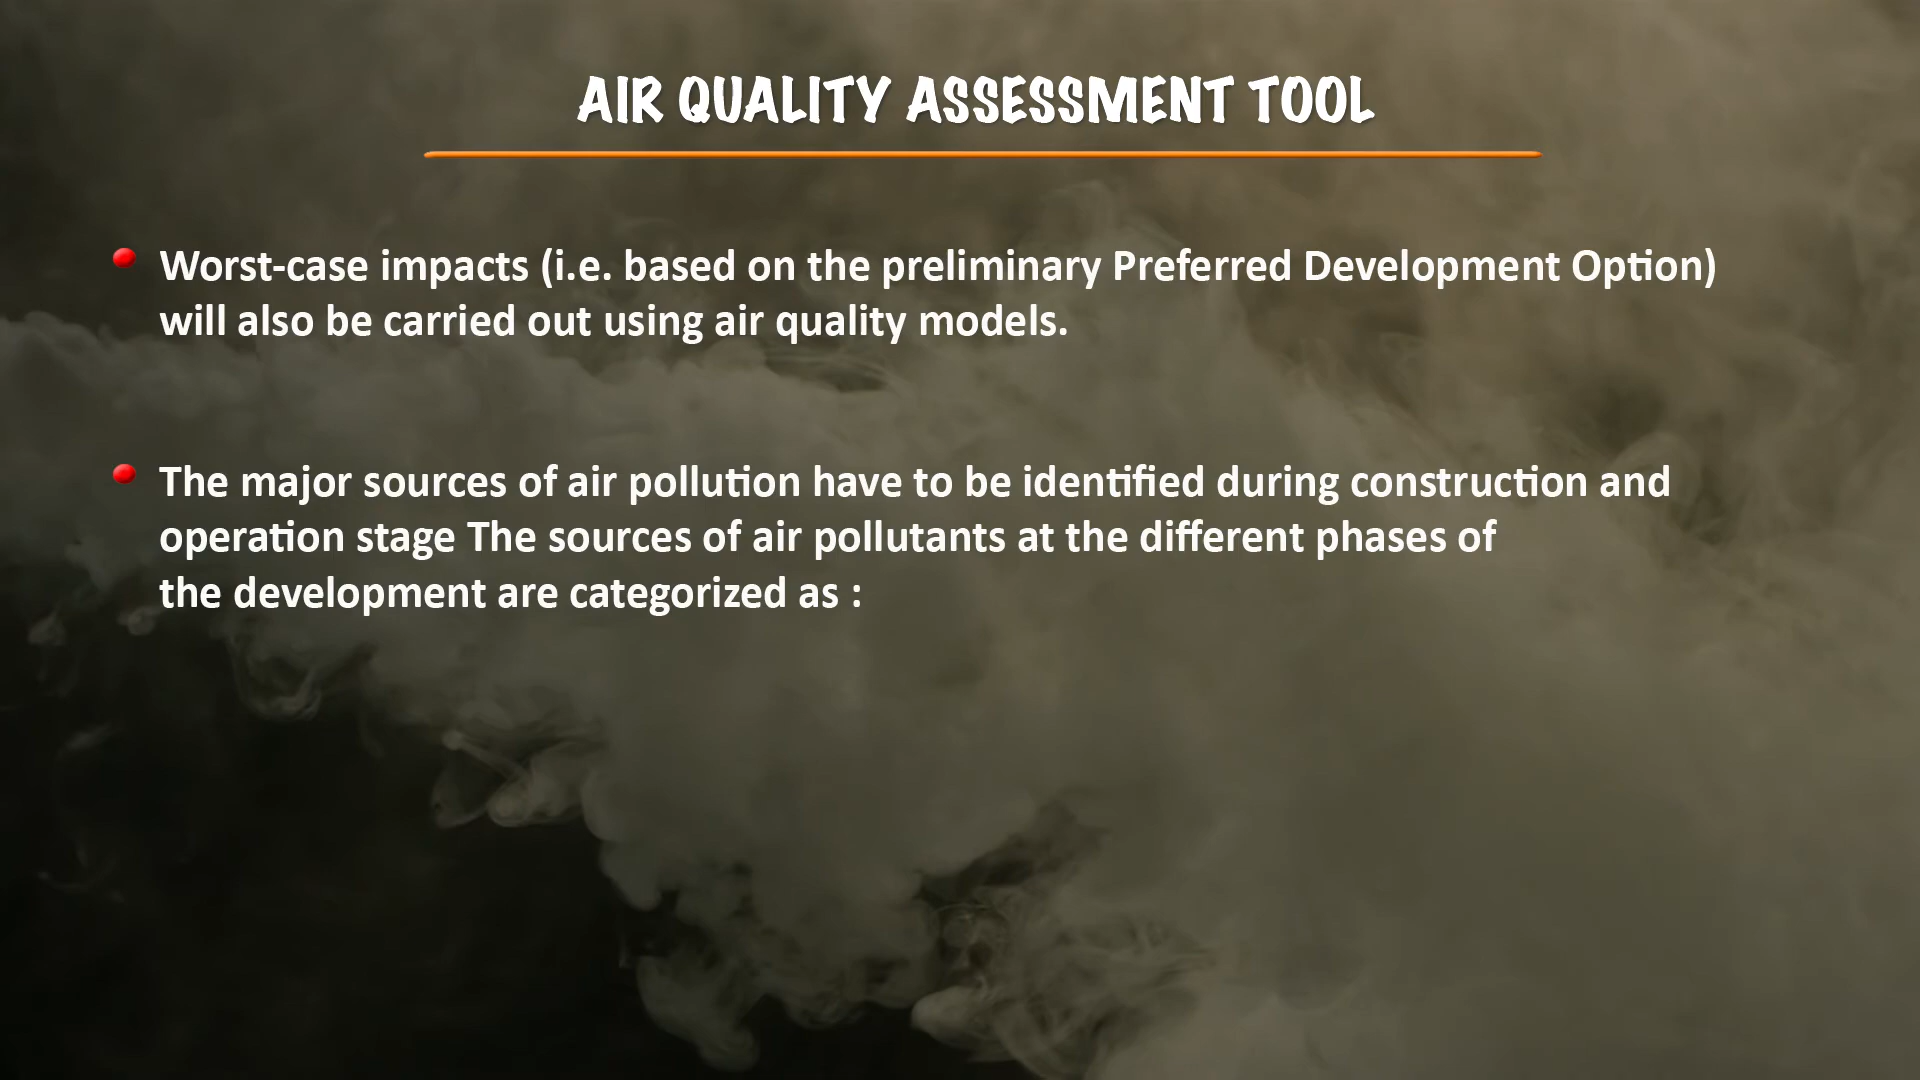 AIR QUALITY ASSESSMENT TOOL
Worst-case impacts (i.e. based on the preliminary Preferred Development Option)
will also be carried out using air quality models.
The major sources of air pollution have to be identified during construction and
operation stage The sources of air pollutants at the different phases of
the development are categorized as :